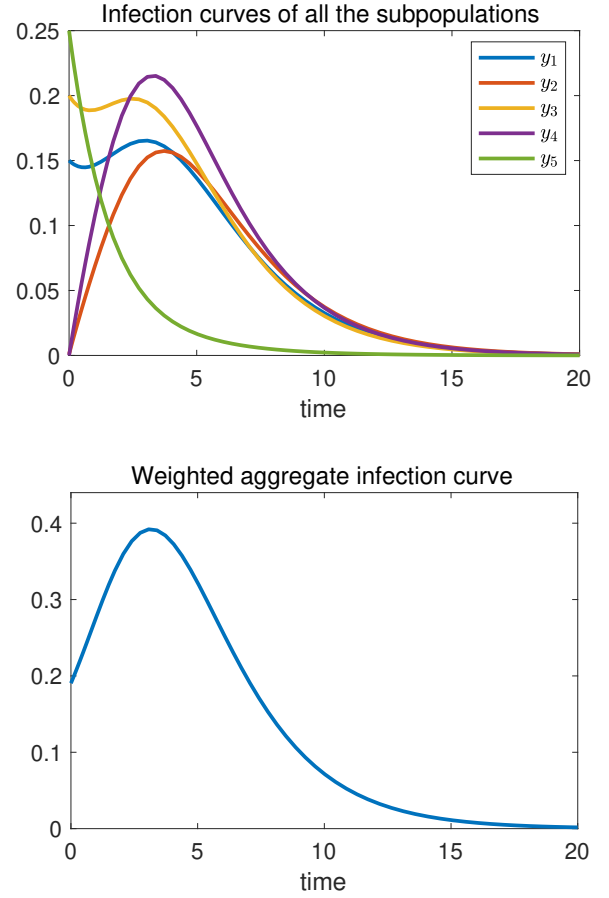 Infection curves of all the subpopulations
0.25
0.2
0.15
0.1
0.05
0
0 5 10 15 20
time
y₁
y₂
y₃
y₄
y₅
Weighted aggregate infection curve
0.4
0.3
0.2
0.1
0
0 5 10 15 20
time